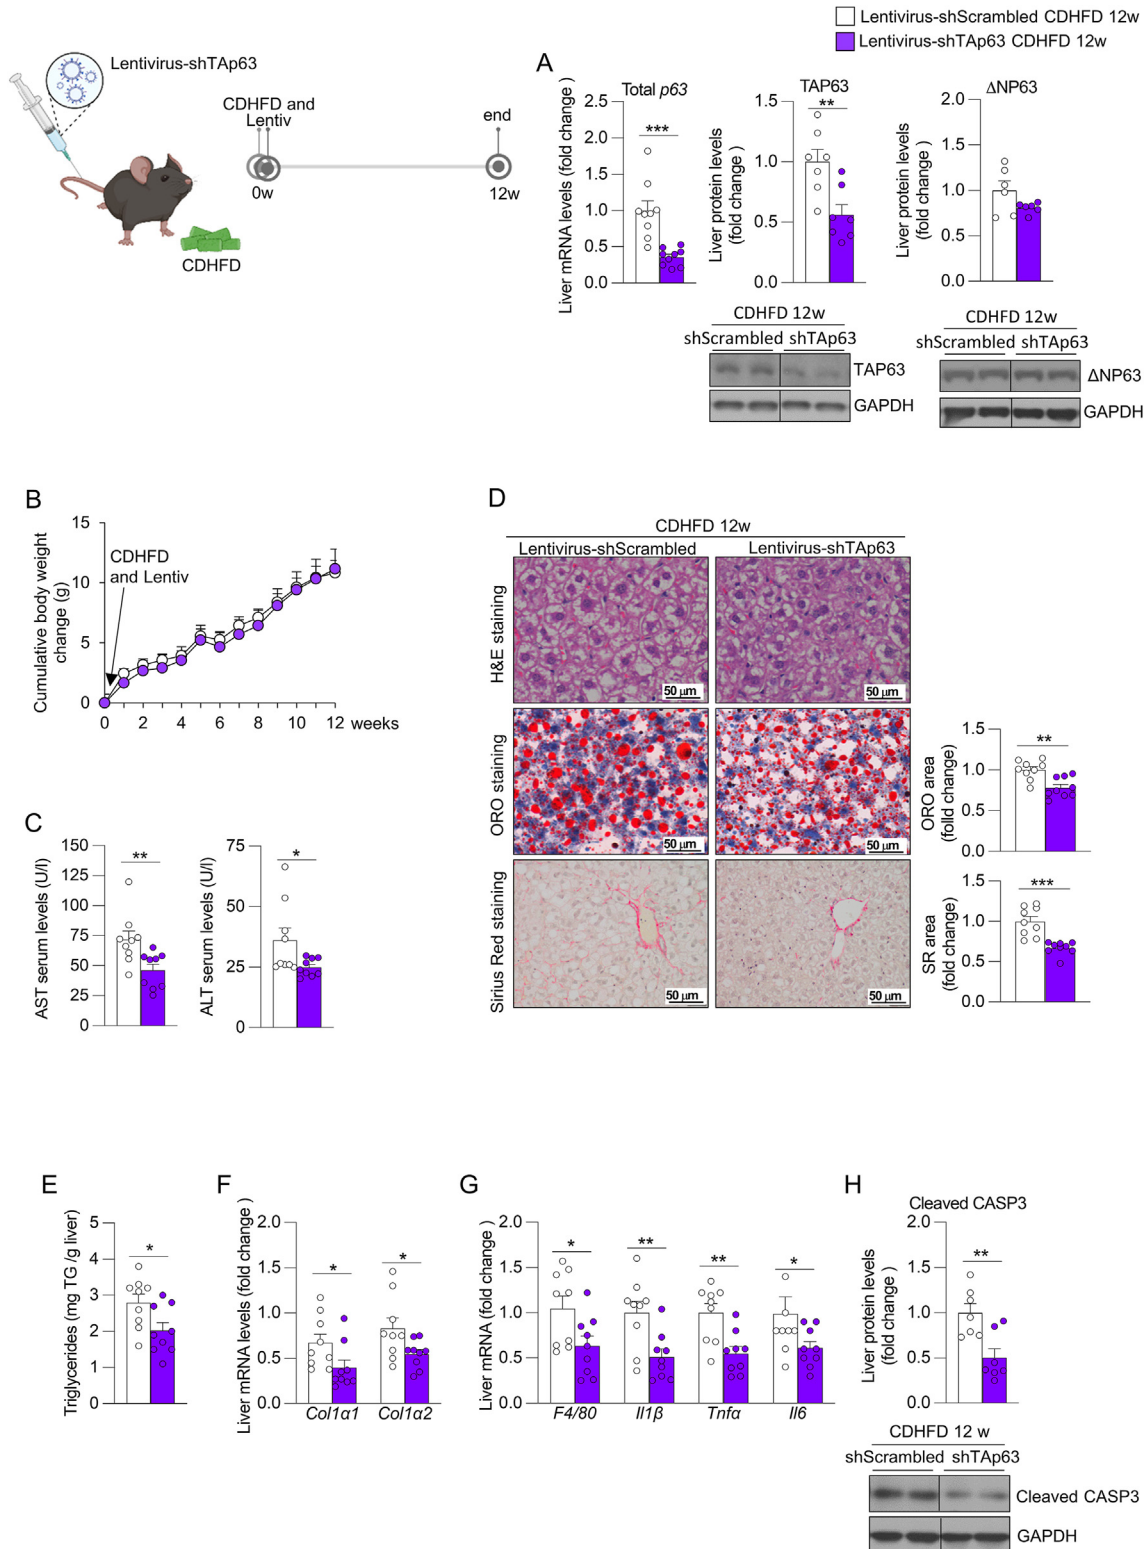 Lentivirus-shScrambled CDHFD 12w
Lentivirus-shTAp63 CDHFD 12w
Lentivirus-shTAp63
CDHFD and
Lentiv
end
0w
12w
CDHFD
A
Total p63
Liver mRNA levels (fold change )
2.5
2.0
1.5
1.0
0.5
0.0
***
TAP63
Liver protein levels
(fold change )
1.5
1.0
0.5
0.0
**
ΔNP63
Liver protein levels
(fold change )
2.0
1.5
1.0
0.5
0.0
CDHFD 12w
shScrambled shTAp63
TAP63
GAPDH
CDHFD 12w
shScrambled shTAp63
ΔNP63
GAPDH
B
Cumulative body weight
change (g)
15
10
5
0
CDHFD
and Lentiv
0 2 4 6 8 10 12 weeks
C
AST serum levels (U/l)
150
125
100
75
50
25
0
**
ALT serum levels (U/l)
75
50
25
0
*
D
CDHFD 12w
Lentivirus-shScrambled Lentivirus-shTAp63
H&E staining
50 μm
50 μm
ORO staining
50 μm
50 μm
Sirius Red staining
50 μm
50 μm
ORO area
(fold change)
1.5
1.0
0.5
0.0
**
SR area
(fold change)
1.5
1.0
0.5
0.0
***
E
Triglycerides (mg TG /g liver)
5
4
3
2
1
0
*
F
Liver mRNA levels (fold change )
2.0
1.5
1.0
0.5
0.0
*
*
Col1α1 Col1α2
G
Liver mRNA (fold change )
2.0
1.5
1.0
0.5
0.0
*
**
**
*
F4/80 Il1β Tnfα Il6
H
Cleaved CASP3
Liver protein levels
(fold change )
2.0
1.5
1.0
0.5
0.0
**
CDHFD 12 w
shScrambled shTAp63
Cleaved CASP3
GAPDH